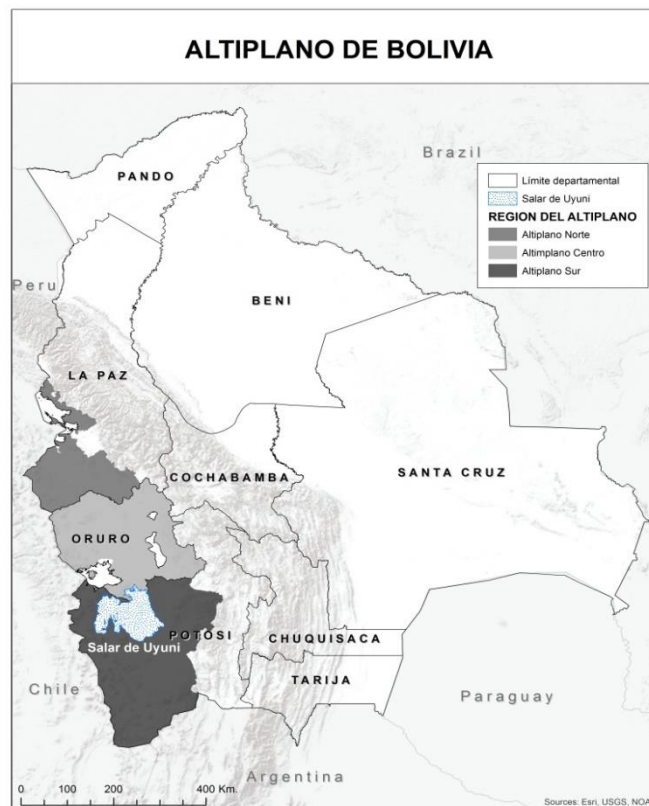 ALTIPLANO DE BOLIVIA
Brazil
PANDO
Límite departamental
Salar de Uyuni
REGION DEL ALTIPLANO
Altiplano Norte
Altimplano Centro
Altiplano Sur
Peru
BENI
LA PAZ
COCHABAMBA
SANTA CRUZ
ORURO
POTOSI
CHUQUISACA
Salar de Uyuni
TARIJA
Chile
Paraguay
Argentina
0 100 200 400 Km.
Sources: Esri, USGS, NOA